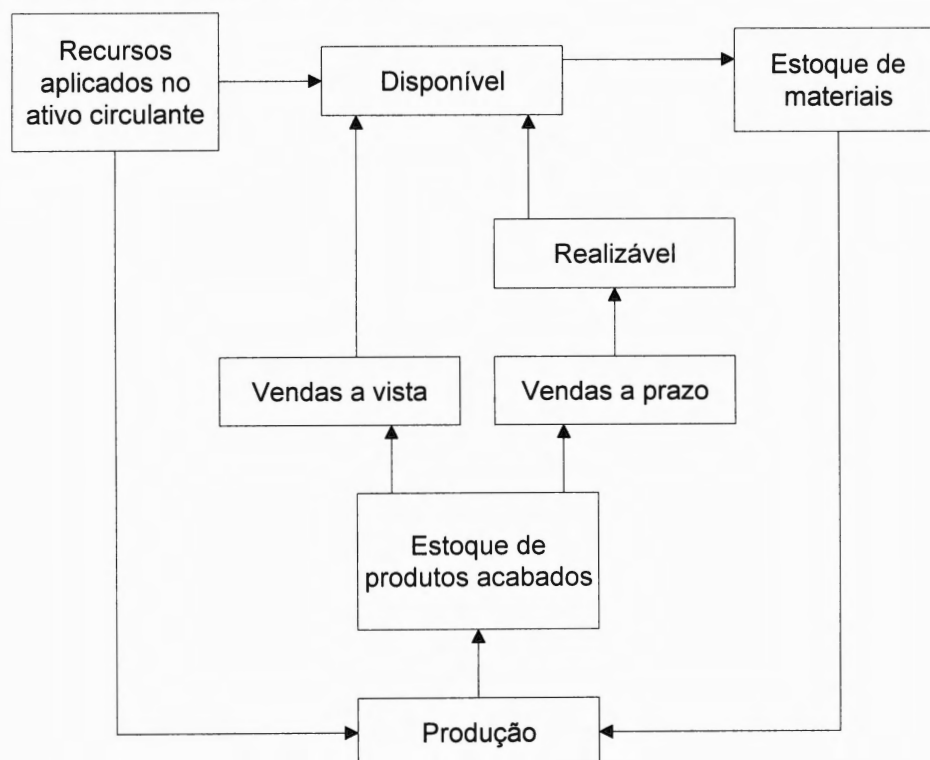 Recursos
aplicados no
ativo circulante
Disponível
Estoque de
materiais
Realizável
Vendas a vista
Vendas a prazo
Estoque de
produtos acabados
Produção